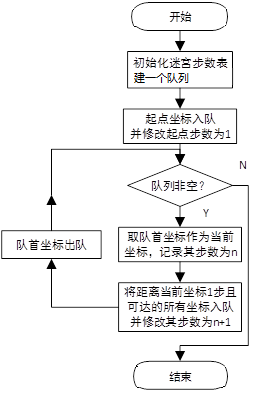 开始
初始化迷宫步数表
建一个队列
起点坐标入队
并修改起点步数为1
N
队列非空？
Y
取队首坐标作为当前
坐标，记录其步数为n
队首坐标出队
将距离当前坐标1步且
可达的所有坐标入队
并修改其步数为n+1
结束